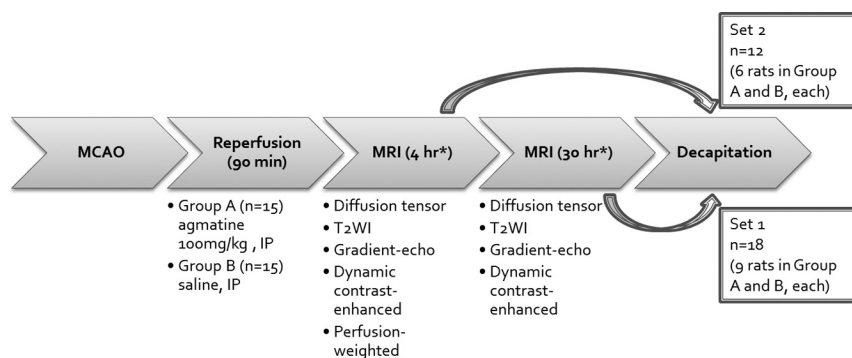 MCAO
Reperfusion
(90 min)
MRI (4 hr*)
MRI (30 hr*)
Decapitation
• Group A (n=15)
agmatine
100mg/kg , IP
• Group B (n=15)
saline, IP
• Diffusion tensor
• T2WI
• Gradient-echo
• Dynamic
contrast-
enhanced
• Perfusion-
weighted
• Diffusion tensor
• T2WI
• Gradient-echo
• Dynamic
contrast-
enhanced
Set 2
n=12
(6 rats in Group
A and B, each)
Set 1
n=18
(9 rats in Group
A and B, each)